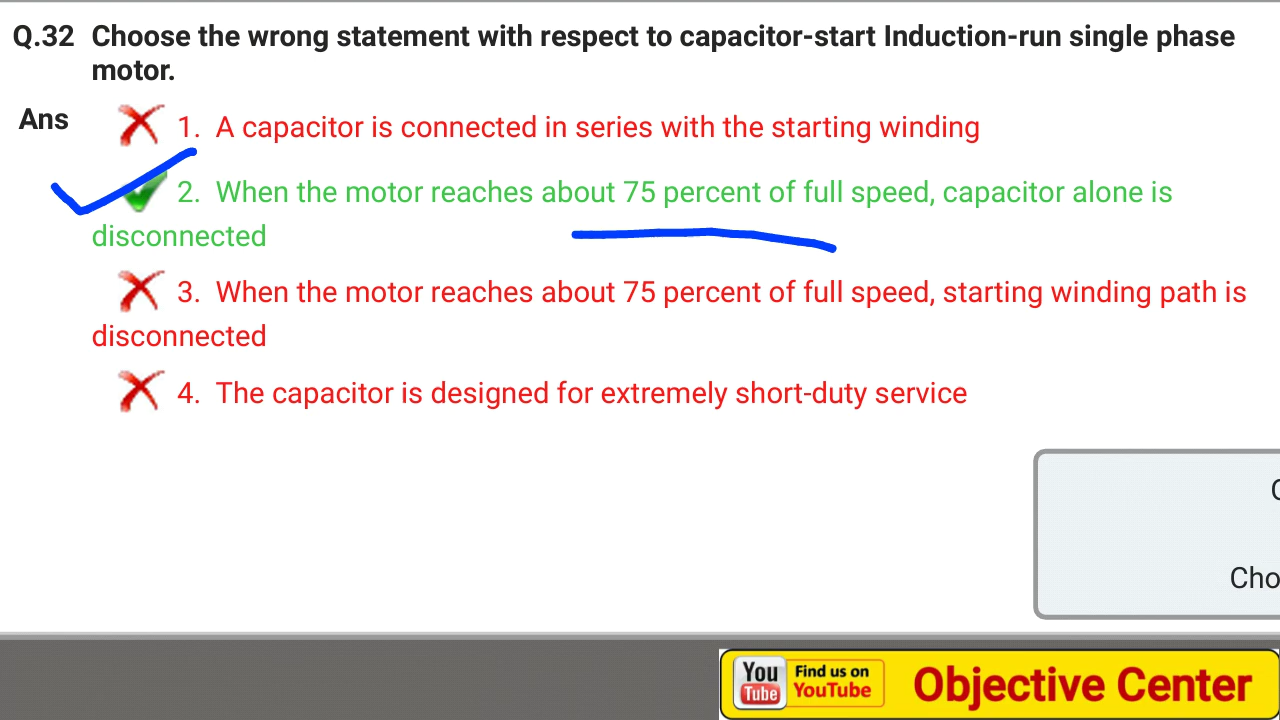 Q.32 Choose the wrong statement with respect to capacitor-start Induction-run single phase
motor.
Ans 1. A capacitor is connected in series with the starting winding
2. When the motor reaches about 75 percent of full speed, capacitor alone is
disconnected
3. When the motor reaches about 75 percent of full speed, starting winding path is
disconnected
4. The capacitor is designed for extremely short-duty service
Cho
You Tube Find us on YouTube Objective Center